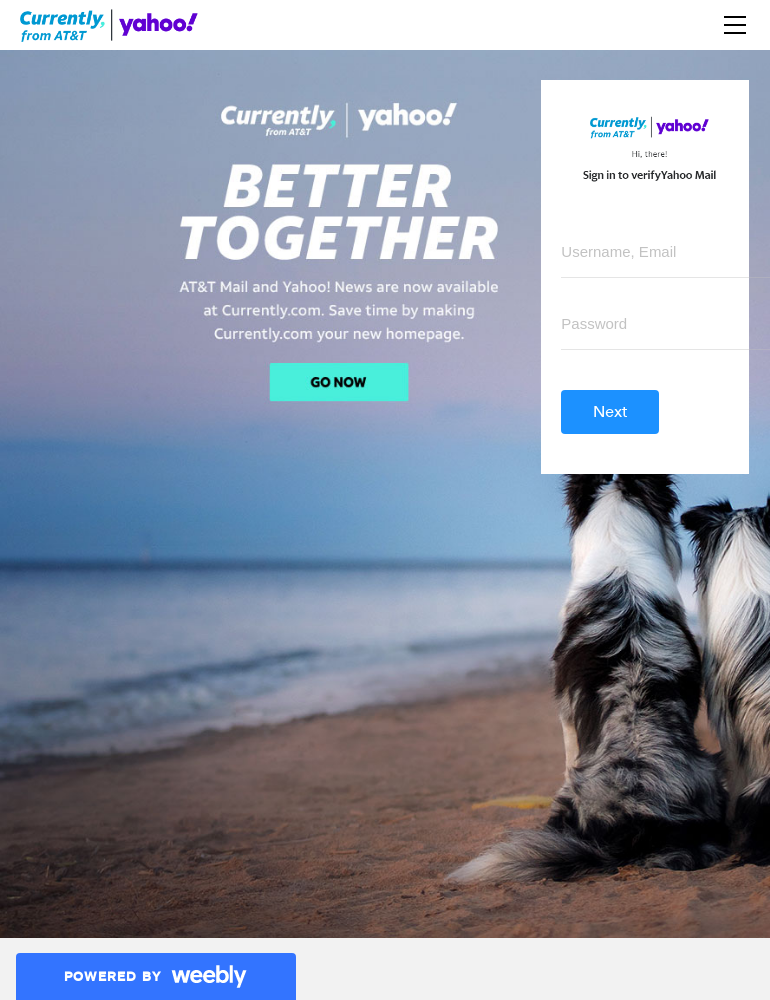 Currently, from AT&T | yahoo!
Currently, from AT&T | yahoo!
BETTER
TOGETHER
AT&T Mail and Yahoo! News are now available
at Currently.com. Save time by making
Currently.com your new homepage.
GO NOW
Currently, from AT&T | yahoo!
Hi, there!
Sign in to verifyYahoo Mail
Username, Email
Password
Next
POWERED BY weebly